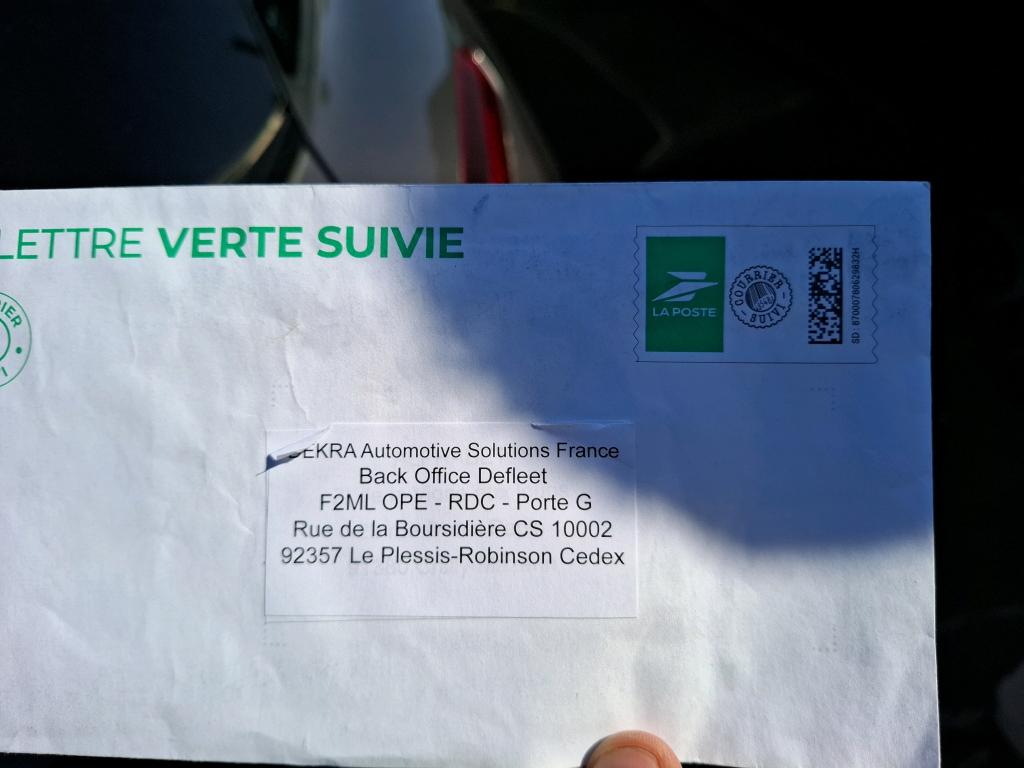 LETTRE VERTE SUIVIE
LA POSTE
COURRIER
SUIVI
DEKRA Automotive Solutions France
Back Office Defleet
F2ML OPE - RDC - Porte G
Rue de la Boursidière CS 10002
92357 Le Plessis-Robinson Cedex